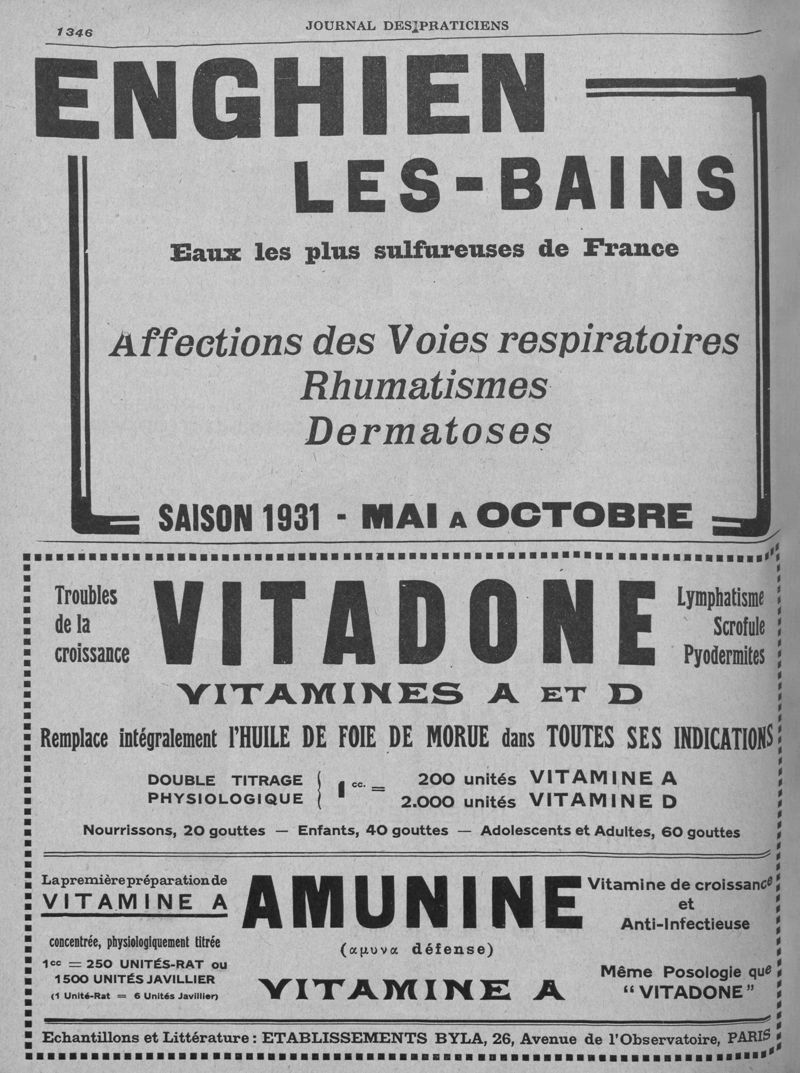 1346
JOURNAL DES PRATICIENS
ENGHIEN
LES-BAINS
Eaux les plus sulfureuses de France
Affections des Voies respiratoires
Rhumatismes
Dermatoses
SAISON 1931 - MAI A OCTOBRE
Troubles
de la
croissance
VITADONE
Lymphatisme
Scrofule
Pyodermites
VITAMINES A ET D
Remplace intégralement l'HUILE DE FOIE DE MORUE dans TOUTES SES INDICATIONS
DOUBLE TITRAGE
PHYSIOLOGIQUE
1 cc. =
200 unités VITAMINE A
2.000 unités VITAMINE D
Nourrissons, 20 gouttes — Enfants, 40 gouttes — Adolescents et Adultes, 60 gouttes
La première préparation de
VITAMINE A
concentrée, physiologiquement titrée
1cc = 250 UNITÉS-RAT ou
1500 UNITÉS JAVILLIER
(1 Unité-Rat = 6 Unités Javillier)
AMUNINE
(αμυνα défense)
VITAMINE A
Vitamine de croissance
et
Anti-Infectieuse
Même Posologie que
"VITADONE"
Echantillons et Littérature : ETABLISSEMENTS BYLA, 26, Avenue de l'Observatoire, PARIS